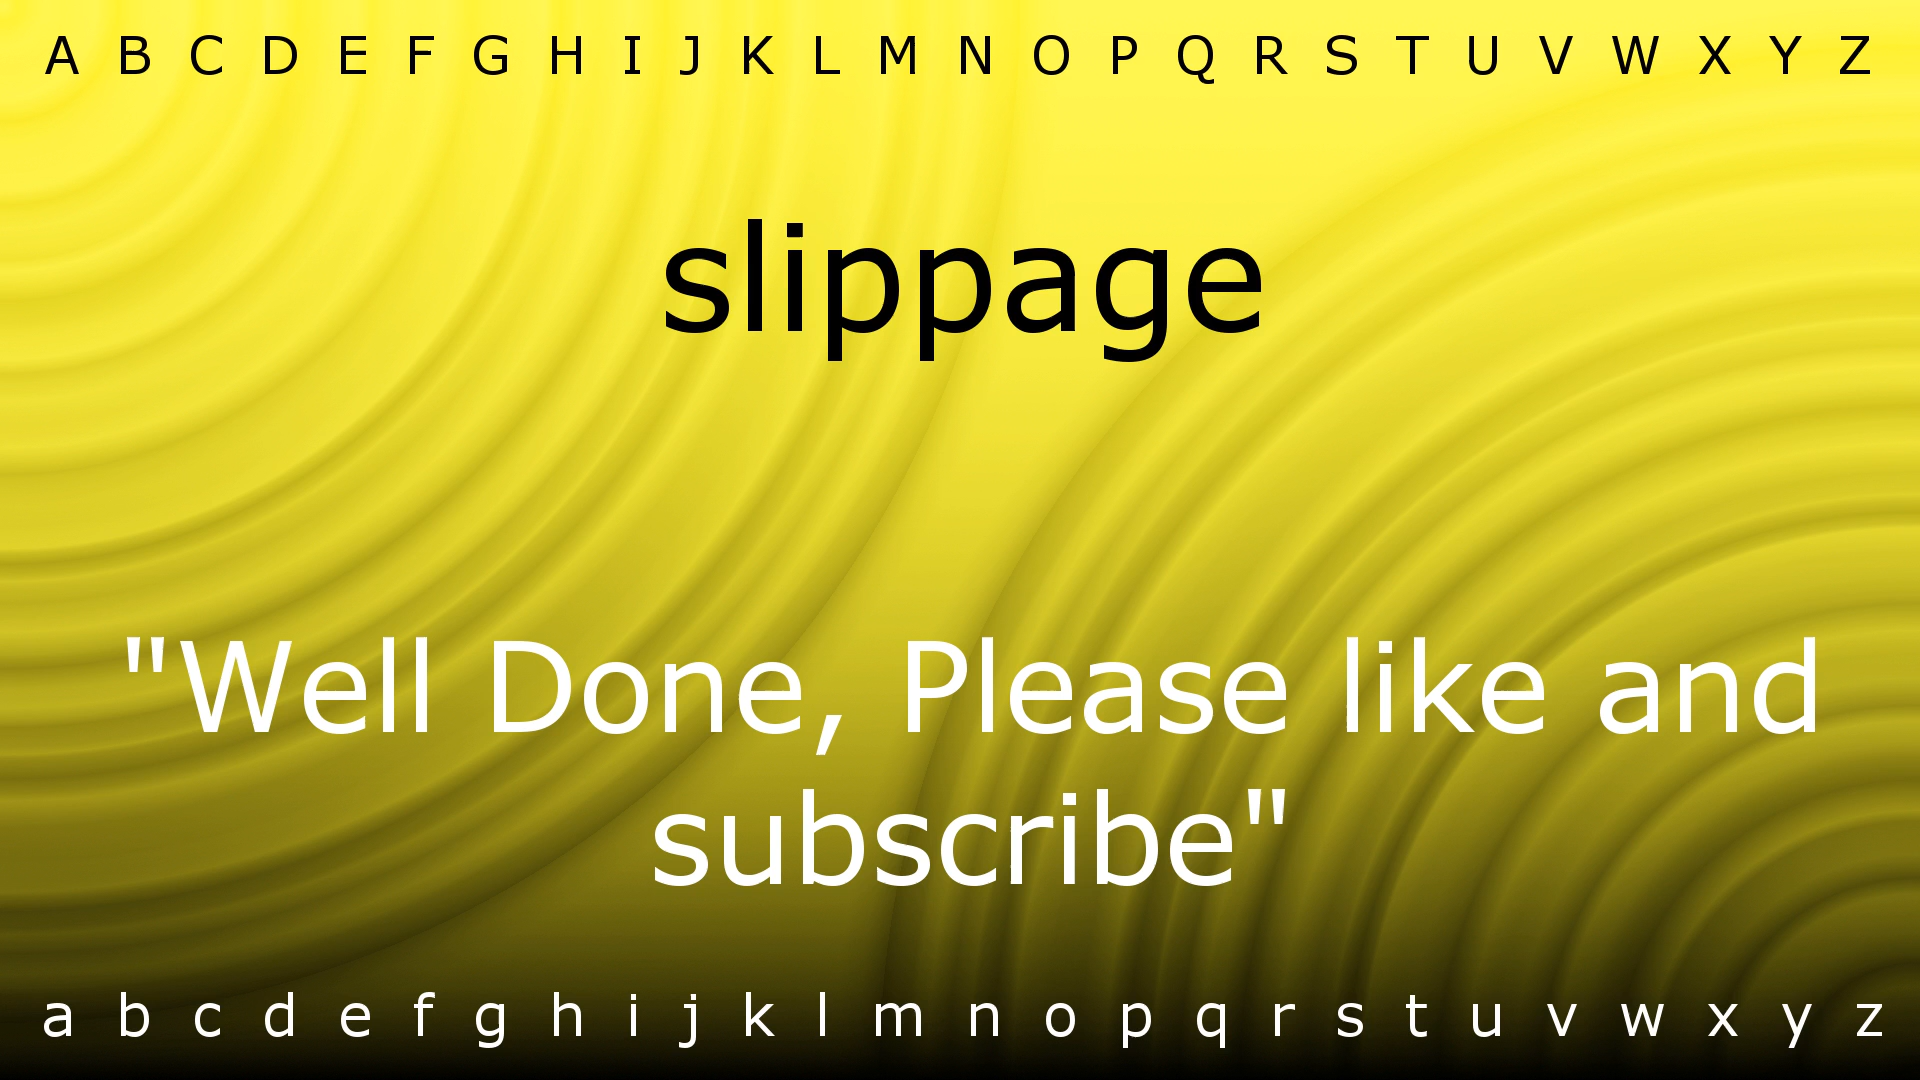 A B C D E F G H I J K L M N O P Q R S T U V W X Y Z
slippage
"Well Done, Please like and
subscribe"
a b c d e f g h i j k l m n o p q r s t u v w x y z